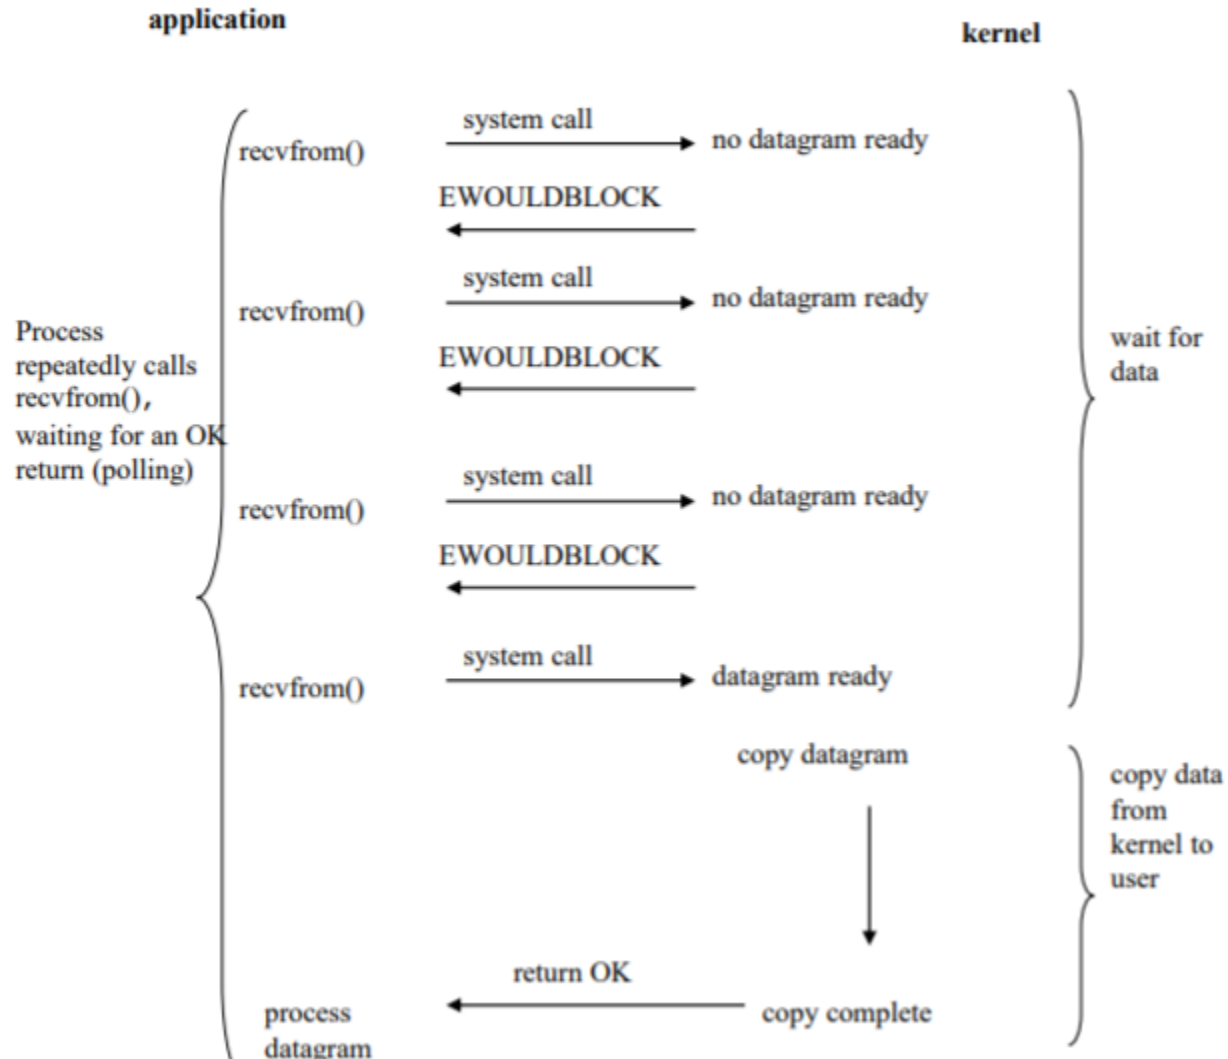 application
kernel
system call
recvfrom()
no datagram ready
EWOULDBLOCK
system call
recvfrom()
no datagram ready
Process
repeatedly calls
recvfrom(),
waiting for an OK
return (polling)
EWOULDBLOCK
wait for
data
system call
recvfrom()
no datagram ready
EWOULDBLOCK
system call
recvfrom()
datagram ready
copy datagram
copy data
from
kernel to
user
return OK
copy complete
process
datagram